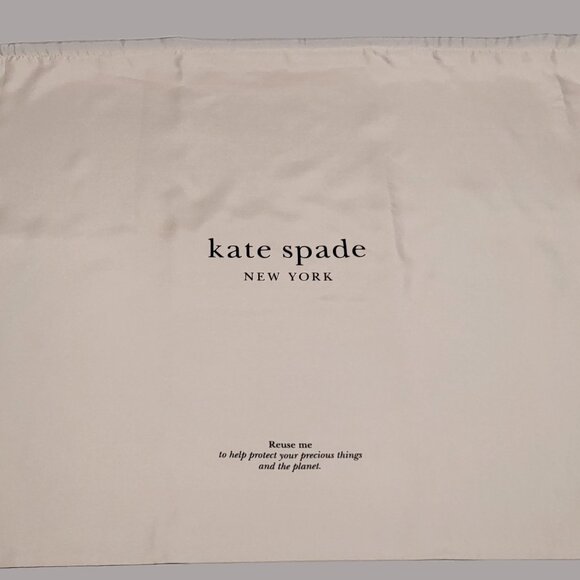 kate spade
NEW YORK
Reuse me
to help protect your precious things
and the planet.